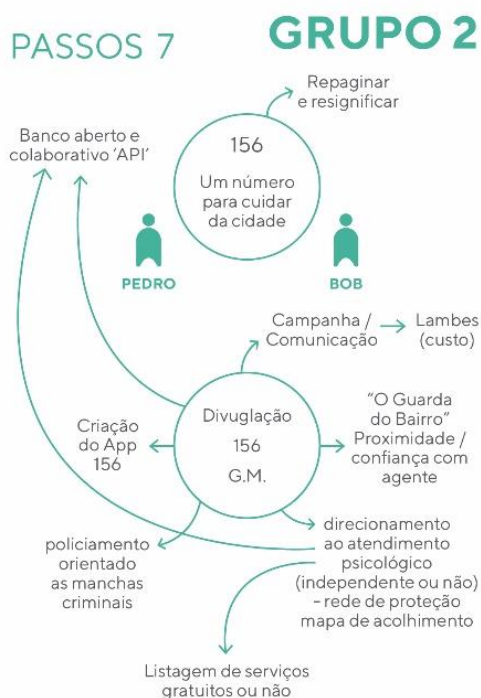 PASSOS 7
GRUPO 2
Repaginar
e resignificar
Banco aberto e
colaborativo 'API'
156
Um número
para cuidar
da cidade
PEDRO
BOB
Campanha /
Comunicação
Lambes
(custo)
Criação
do App
156
Divuglação
156
G.M.
"O Guarda
do Bairro"
Proximidade /
confiança com
agente
policiamento
orientado
as manchas
criminais
direcionamento
ao atendimento
psicológico
(independente ou não)
- rede de proteção
mapa de acolhimento
Listagem de serviços
gratuitos ou não